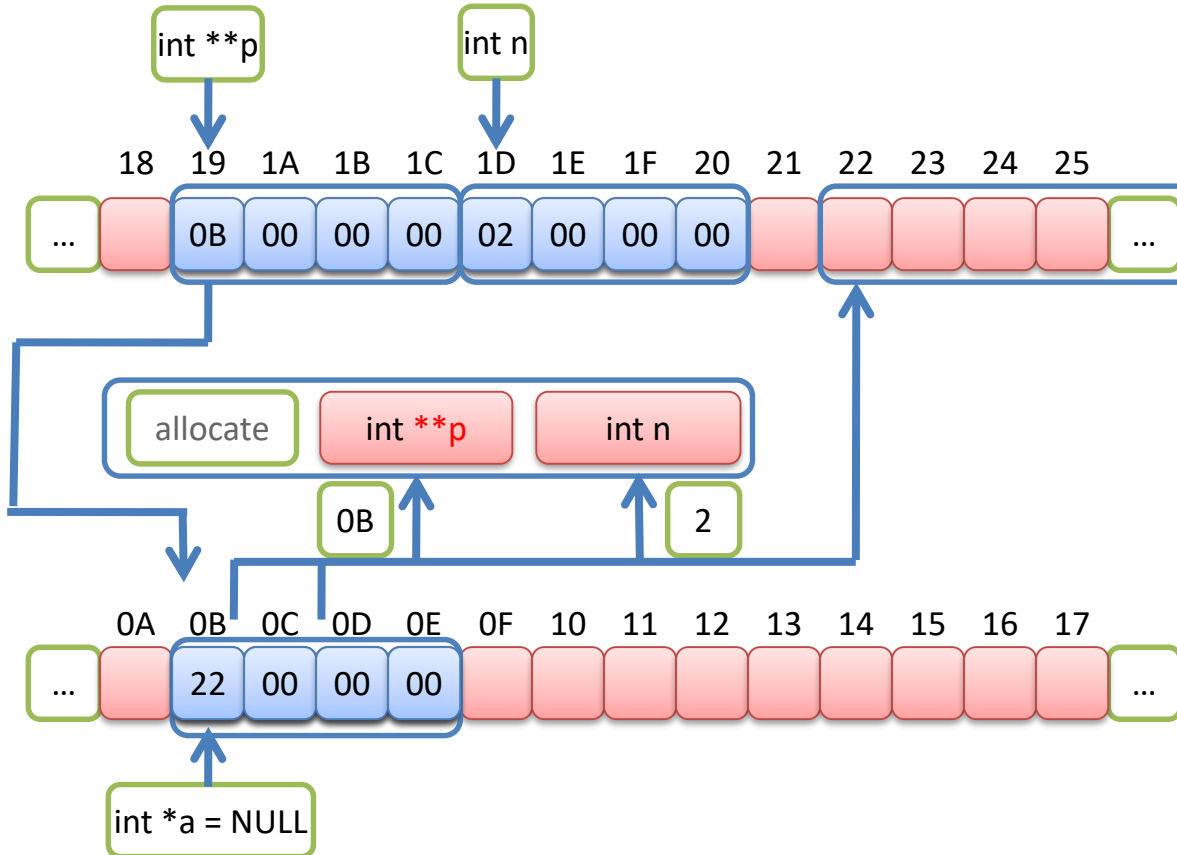 int **p int n
18 19 1A 1B 1C 1D 1E 1F 20 21 22 23 24 25
... 0B 00 00 00 02 00 00 00 ...
allocate int **p int n
0B 2
0A 0B 0C 0D 0E 0F 10 11 12 13 14 15 16 17
... 22 00 00 00 ...
int *a = NULL